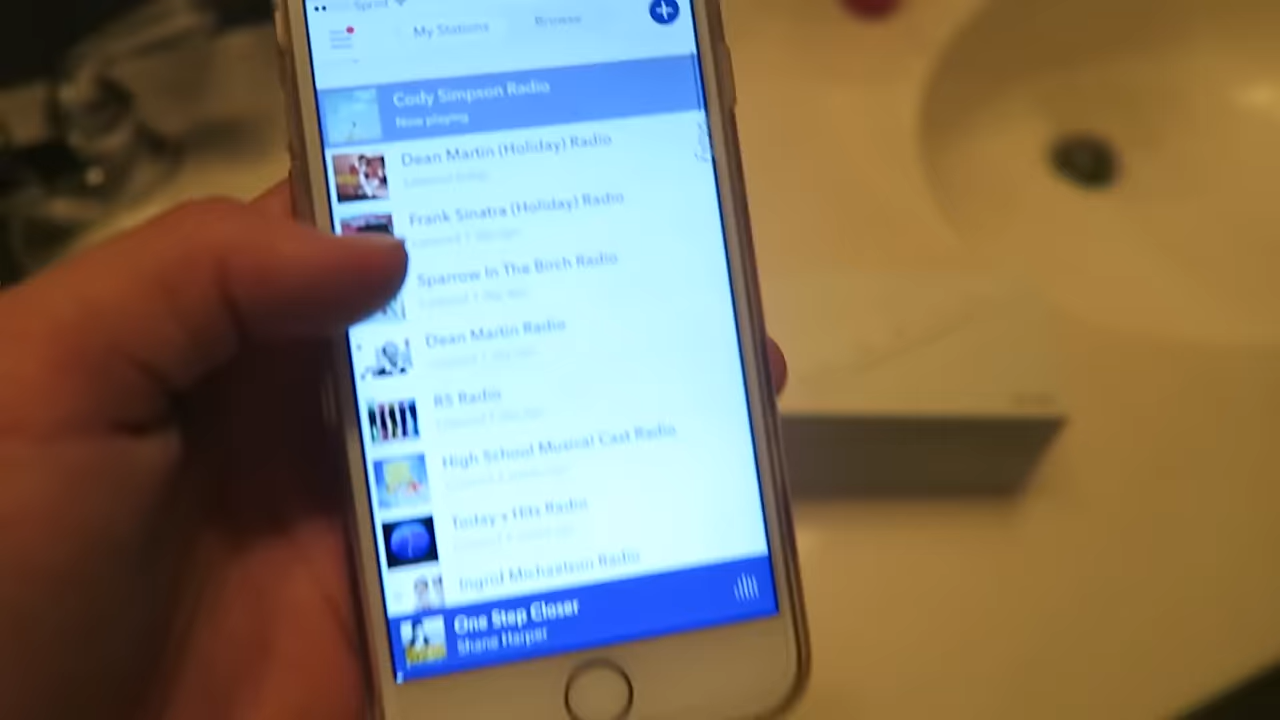 Sprint
My Stations
Browse
Cody Simpson Radio
Now playing
Dean Martin (Holiday) Radio
Frank Sinatra (Holiday) Radio
Sparrow In The Birch Radio
Dean Martin Radio
R5 Radio
High School Musical Cast Radio
Today's Hits Radio
Ingrid Michaelson Radio
One Step Closer
Shane Harper